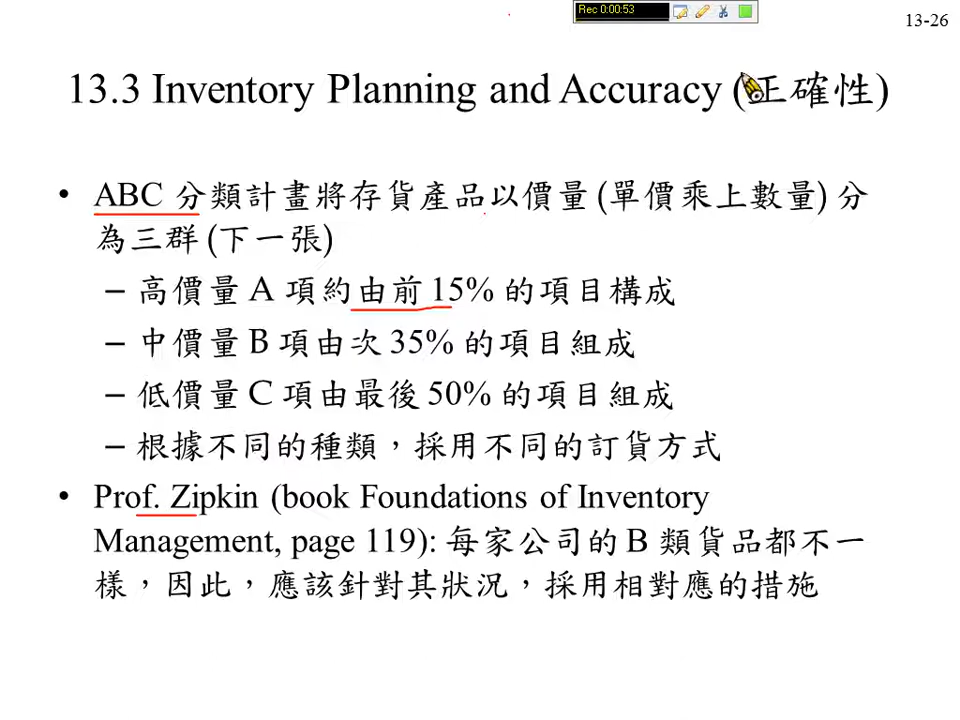 Rec 0:00:53
13-26
13.3 Inventory Planning and Accuracy (正確性)
• ABC 分類計畫將存貨產品以價量 (單價乘上數量) 分
為三群 (下一張)
– 高價量 A 項約由前 15% 的項目構成
– 中價量 B 項由次 35% 的項目組成
– 低價量 C 項由最後 50% 的項目組成
– 根據不同的種類，採用不同的訂貨方式
• Prof. Zipkin (book Foundations of Inventory
Management, page 119): 每家公司的 B 類貨品都不一
樣，因此，應該針對其狀況，採用相對應的措施